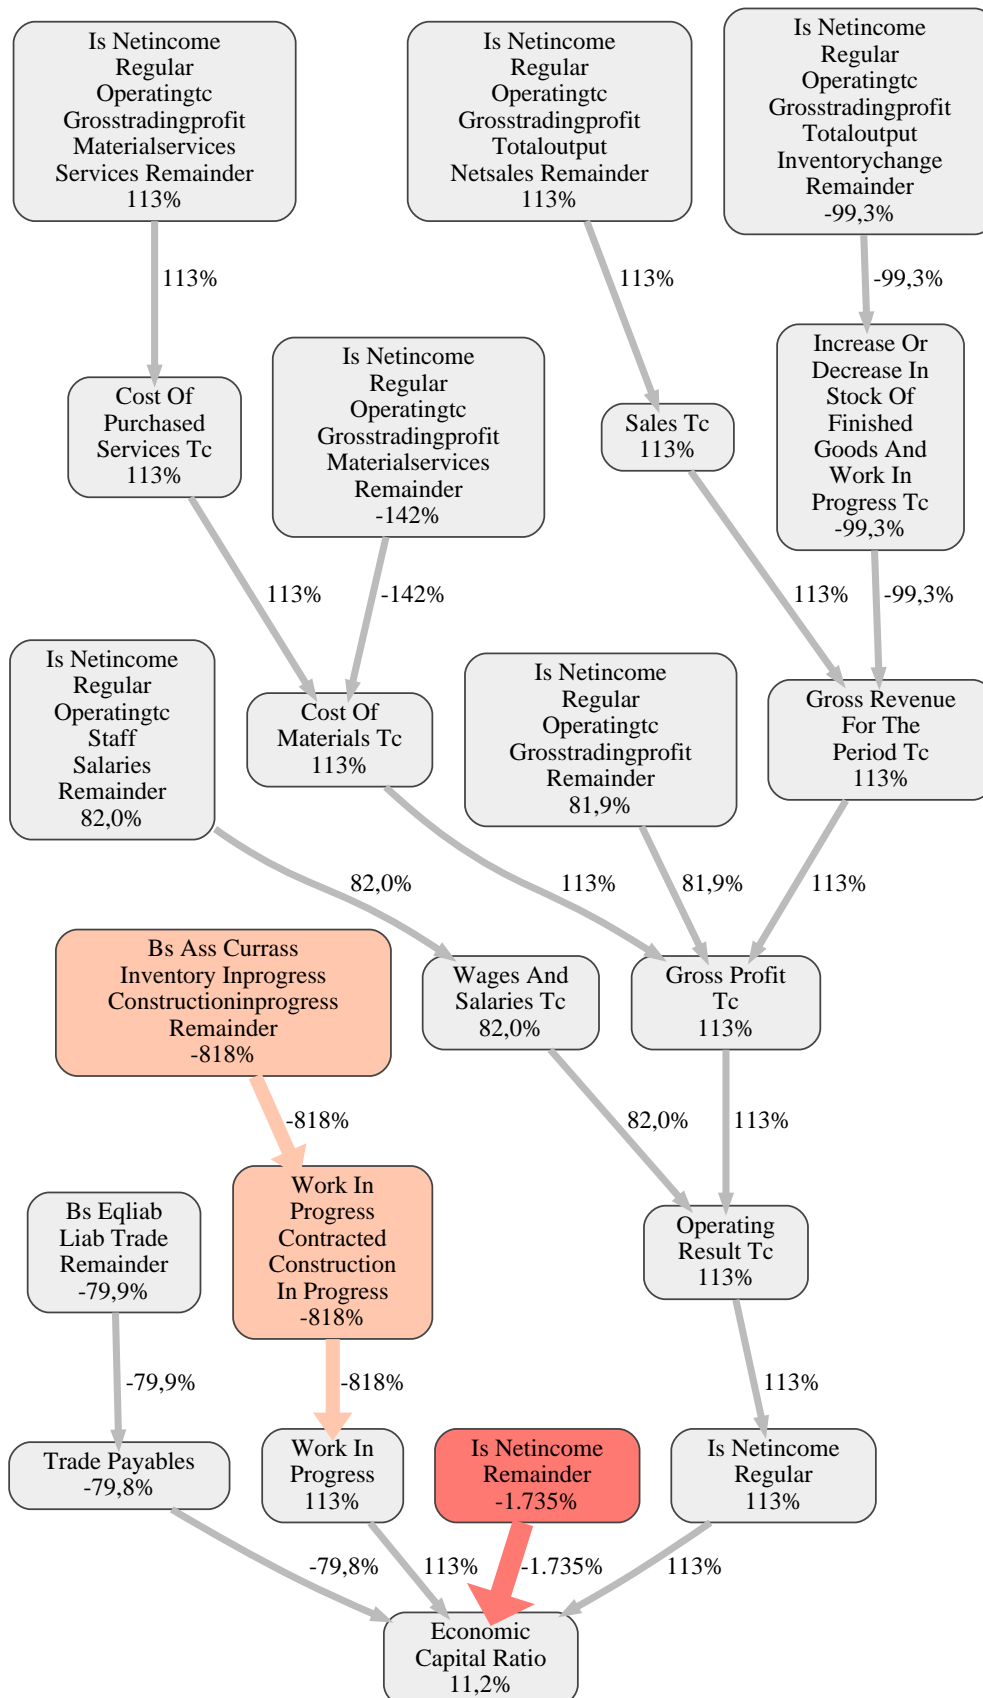 Is Netincome
Regular
Operatingtc
Grosstradingprofit
Materialservices
Services Remainder
113%
Is Netincome
Regular
Operatingtc
Grosstradingprofit
Totaloutput
Netsales Remainder
113%
Is Netincome
Regular
Operatingtc
Grosstradingprofit
Totaloutput
Inventorychange
Remainder
-99,3%
113%
113%
-99,3%
Cost Of
Purchased
Services Tc
113%
Is Netincome
Regular
Operatingtc
Grosstradingprofit
Materialservices
Remainder
-142%
Sales Tc
113%
Increase Or
Decrease In
Stock Of
Finished
Goods And
Work In
Progress Tc
-99,3%
113%
-142%
113%
-99,3%
Is Netincome
Regular
Operatingtc
Staff
Salaries
Remainder
82,0%
Cost Of
Materials Tc
113%
Is Netincome
Regular
Operatingtc
Grosstradingprofit
Remainder
81,9%
Gross Revenue
For The
Period Tc
113%
82,0%
113%
81,9%
113%
Bs Ass Currass
Inventory Inprogress
Constructioninprogress
Remainder
-818%
Wages And
Salaries Tc
82,0%
Gross Profit
Tc
113%
-818%
82,0%
113%
Bs Eqliab
Liab Trade
Remainder
-79,9%
Work In
Progress
Contracted
Construction
In Progress
-818%
Operating
Result Tc
113%
-79,9%
-818%
113%
Trade Payables
-79,8%
Work In
Progress
113%
Is Netincome
Remainder
-1.735%
Is Netincome
Regular
113%
-79,8%
113%
-1.735%
113%
Economic
Capital Ratio
11,2%